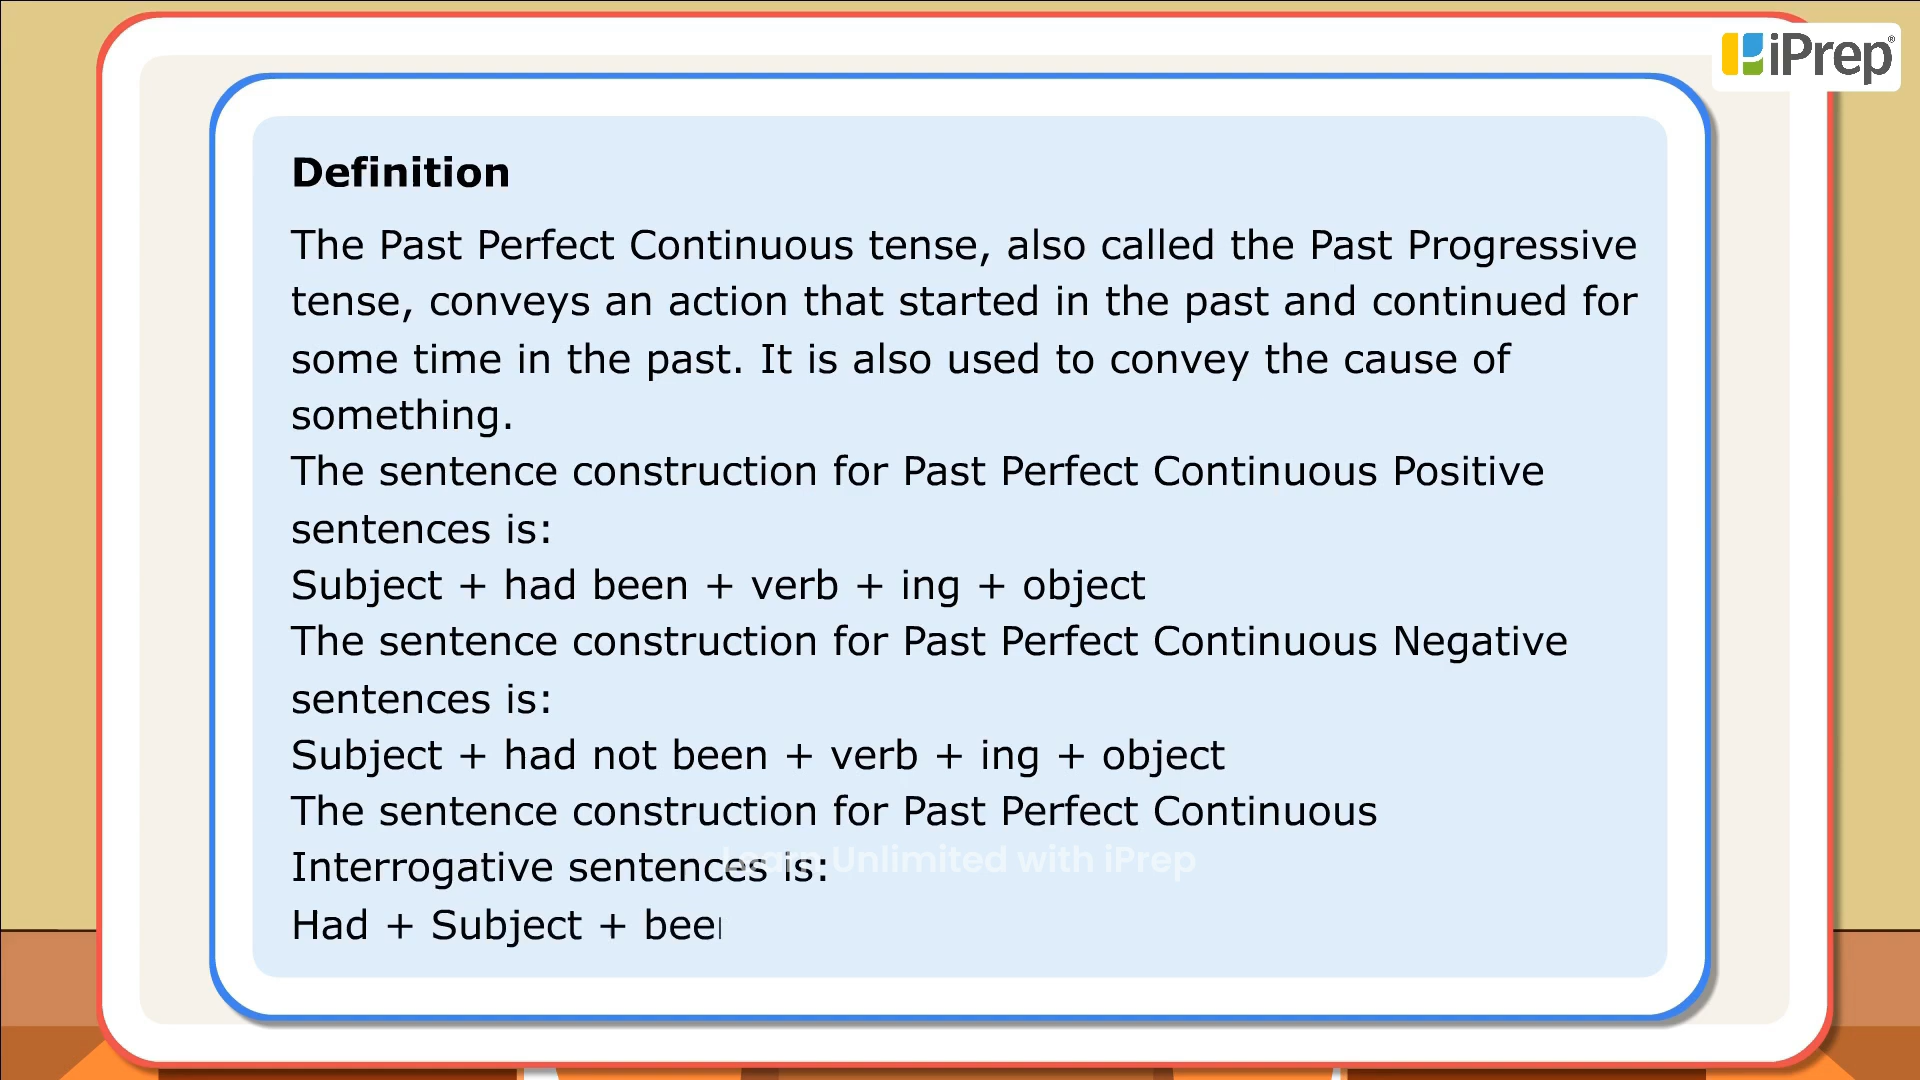 iPrep®
Definition
The Past Perfect Continuous tense, also called the Past Progressive
tense, conveys an action that started in the past and continued for
some time in the past. It is also used to convey the cause of
something.
The sentence construction for Past Perfect Continuous Positive
sentences is:
Subject + had been + verb + ing + object
The sentence construction for Past Perfect Continuous Negative
sentences is:
Subject + had not been + verb + ing + object
The sentence construction for Past Perfect Continuous
Interrogative sentences is:
Learn Unlimited with iPrep
Had + Subject +